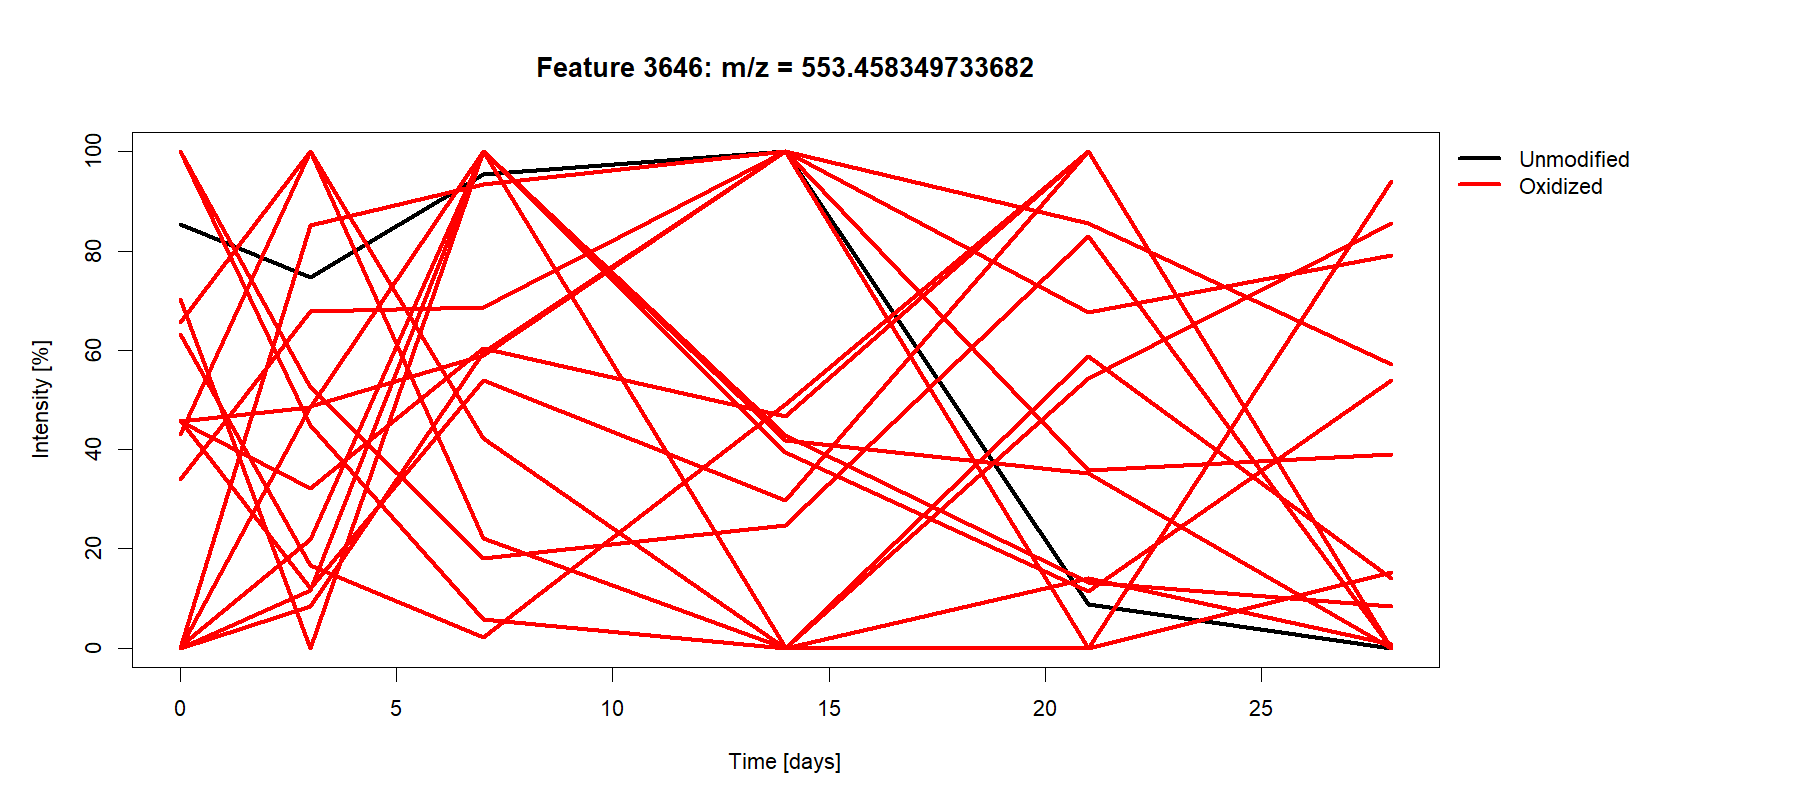 Feature 3646: m/z = 553.458349733682
Unmodified
Oxidized
Intensity [%]
100
80
60
40
20
0
0 5 10 15 20 25
Time [days]